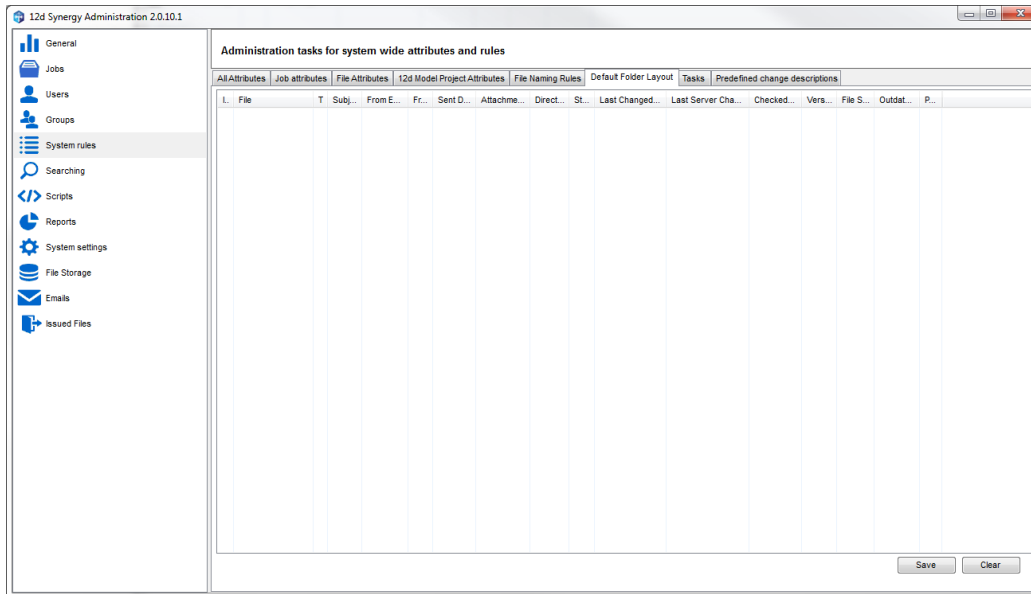 12d Synergy Administration 2.0.10.1
General
Jobs
Users
Groups
System rules
Searching
Scripts
Reports
System settings
File Storage
Emails
Issued Files
Administration tasks for system wide attributes and rules
All Attributes Job attributes File Attributes 12d Model Project Attributes File Naming Rules Default Folder Layout Tasks Predefined change descriptions
I.. File T Subj... From E... Fr... Sent D... Attachme... Direct... St... Last Changed... Last Server Cha... Checked... Vers... File S... Outdat... P...
Save Clear